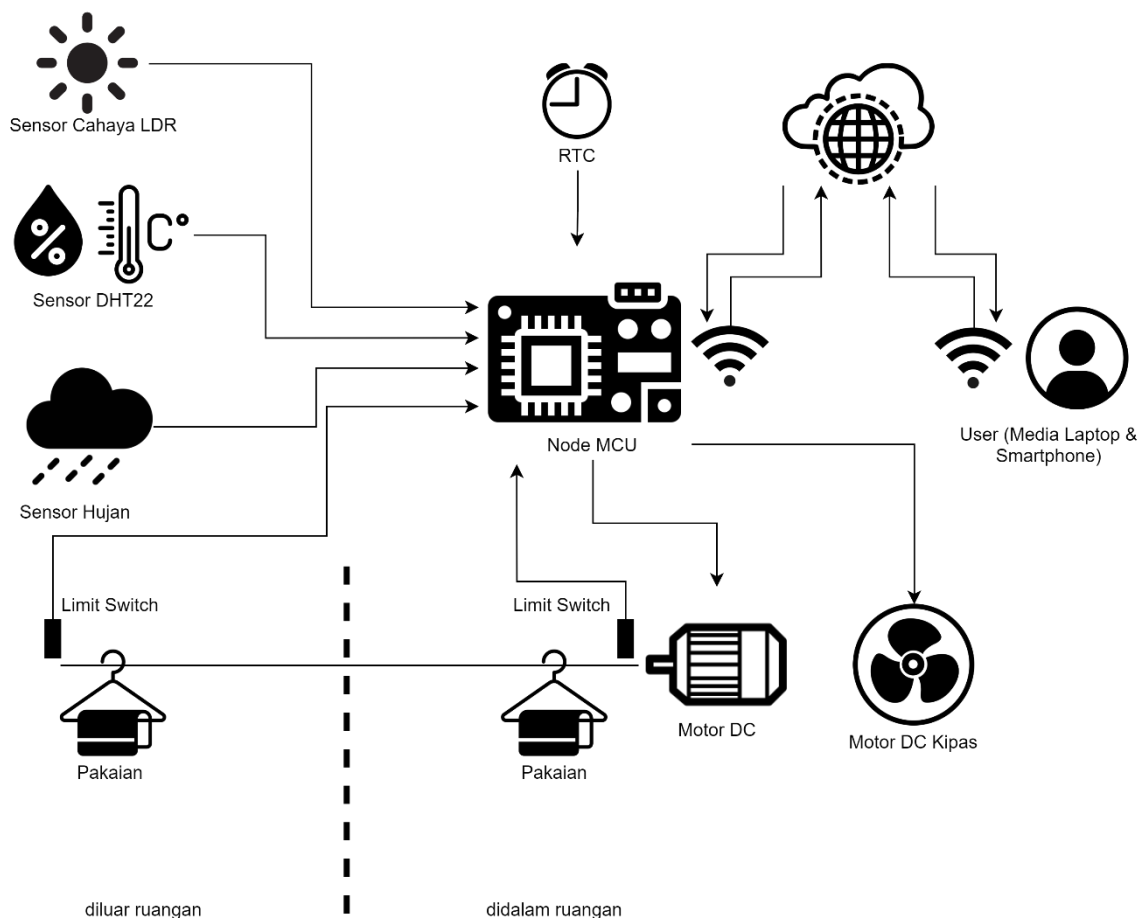 Sensor Cahaya LDR
RTC
C°
Sensor DHT22
Node MCU
User (Media Laptop &
Smartphone)
Sensor Hujan
Limit Switch
Limit Switch
Motor DC
Motor DC Kipas
Pakaian
Pakaian
diluar ruangan
didalam ruangan